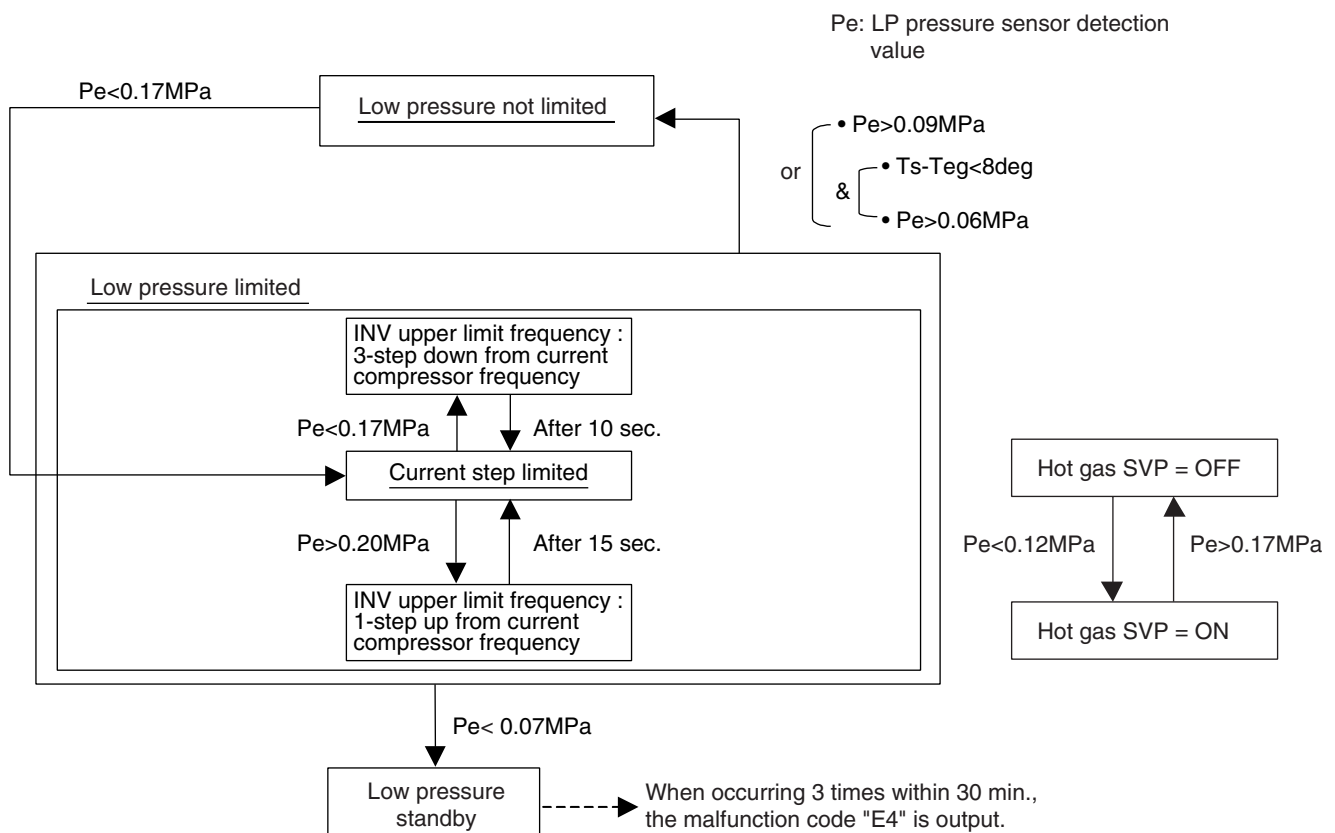 Pe: LP pressure sensor detection
value
Pe<0.17MPa
Low pressure not limited
• Pe>0.09MPa
or
• Ts-Teg<8deg
&
• Pe>0.06MPa
Low pressure limited
INV upper limit frequency :
3-step down from current
compressor frequency
Pe<0.17MPa
After 10 sec.
Current step limited
Pe>0.20MPa
After 15 sec.
INV upper limit frequency :
1-step up from current
compressor frequency
Hot gas SVP = OFF
Pe<0.12MPa
Pe>0.17MPa
Hot gas SVP = ON
Pe< 0.07MPa
Low pressure
standby
When occurring 3 times within 30 min.,
the malfunction code "E4" is output.